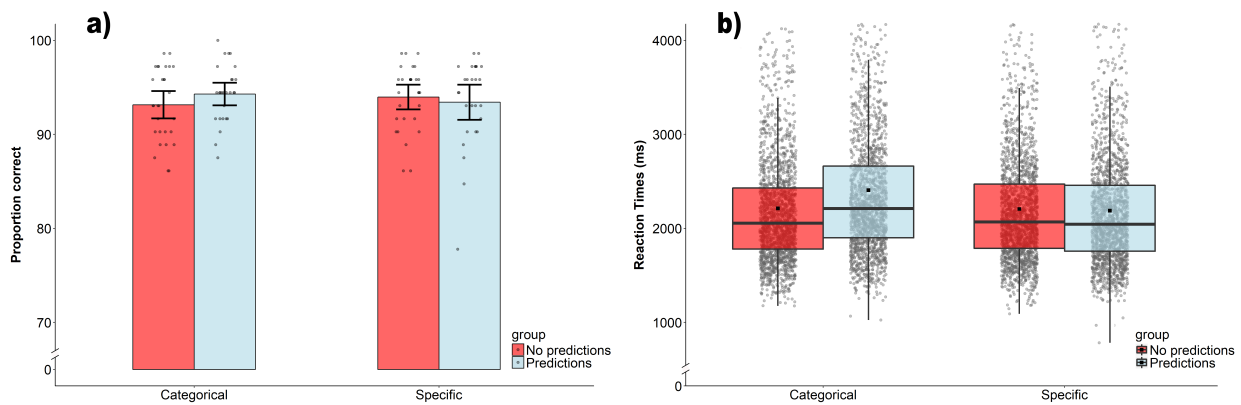 a)
Proportion correct
100
90
80
70
0
Categorical
Specific
group
No predictions
Predictions
b)
Reaction Times (ms)
4000
3000
2000
1000
0
Categorical
Specific
group
No predictions
Predictions